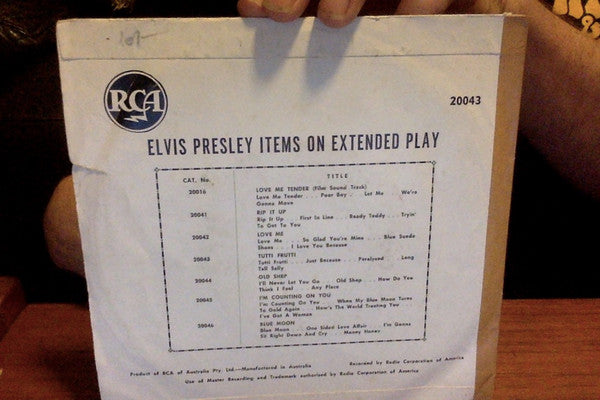 10/-
RCA
20043
ELVIS PRESLEY ITEMS ON EXTENDED PLAY
CAT. No. TITLE
20016 LOVE ME TENDER (Film Sound Track)
Love Me Tender . . . Poor Boy . . . Let Me . . . We're
Gonna Move
20041 RIP IT UP
Rip It Up . . . First In Line . . . Ready Teddy . . . Tryin'
To Get To You
20042 LOVE ME
Love Me . . . So Glad You're Mine . . . Blue Suede
Shoes . . . I Love You Because
20043 TUTTI FRUTTI
Tutti Frutti . . . Just Because . . . Paralysed . . . Long
Tall Sally
20044 OLD SHEP
I'll Never Let You Go . . . Old Shep . . . How Do You
Think I Feel . . . Any Place
20045 I'M COUNTING ON YOU
I'm Counting On You . . . When My Blue Moon Turns
To Gold Again . . . How's The World Treating You
I've Got A Woman
20046 BLUE MOON
Blue Moon . . . One Sided Love Affair . . . I'm Gonna
Sit Right Down And Cry . . . Money Honey
Product of RCA of Australia Pty. Ltd.—Manufactured in Australia Recorded by Radio Corporation of America
Use of Master Recording and Trademark authorised by Radio Corporation of America